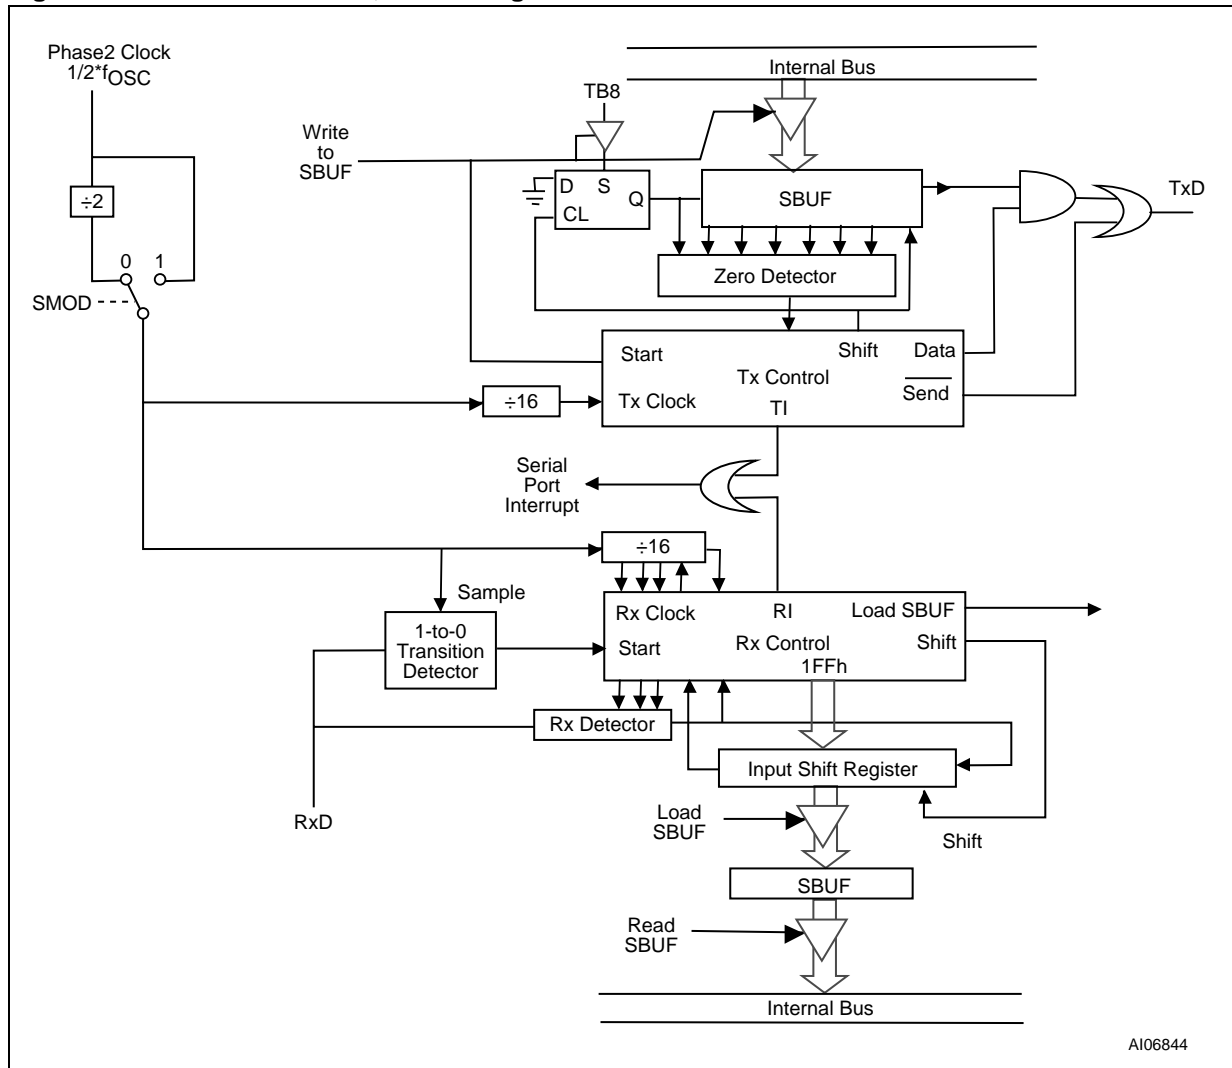 Phase2 Clock
1/2*fOSC
Internal Bus
TB8
Write
to
SBUF
÷2
D
S
Q
CL
SBUF
TxD
0
1
Zero Detector
SMOD
Start
Shift
Data
Tx Control
Send
÷16
Tx Clock
TI
Serial
Port
Interrupt
÷16
Sample
Rx Clock
RI
Load SBUF
1-to-0
Transition
Detector
Start
Rx Control
Shift
1FFh
Rx Detector
Input Shift Register
RxD
Load
SBUF
Shift
SBUF
Read
SBUF
Internal Bus
AI06844